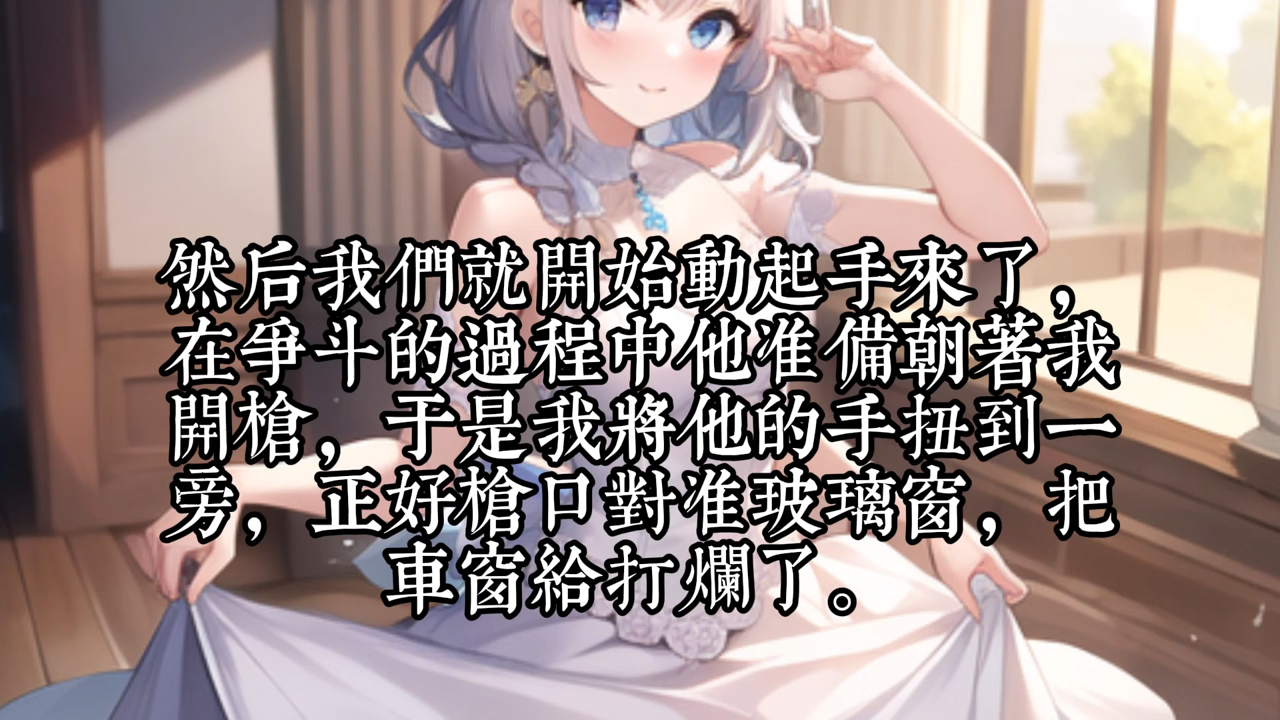 然后我們就開始動起手來了，
在爭斗的過程中他准備朝著我
開槍，于是我將他的手扭到一
旁，正好槍口對准玻璃窗，把
車窗給打爛了。